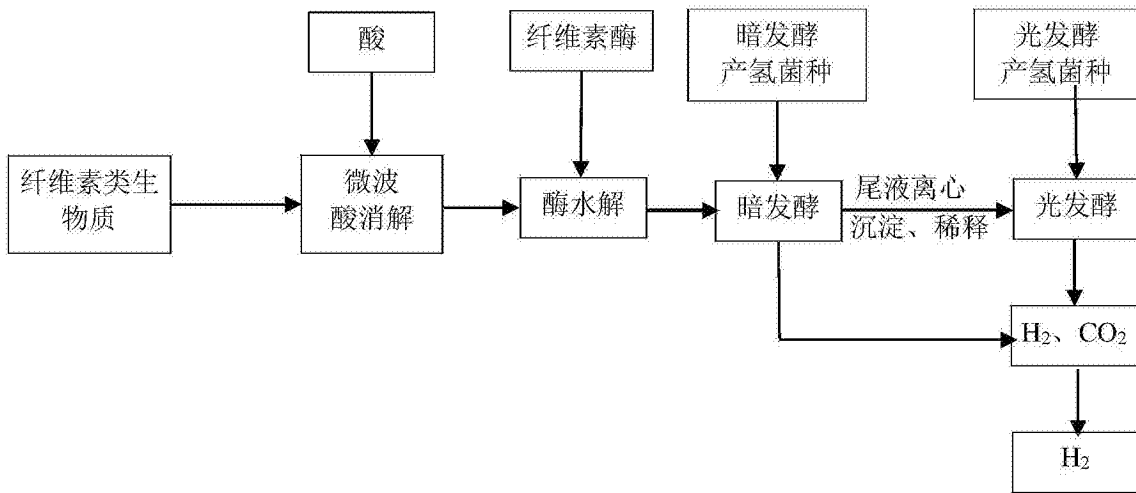 酸
纤维素酶
暗发酵
产氢菌种
光发酵
产氢菌种
纤维素类生
物质
微波
酸消解
酶水解
暗发酵
尾液离心
沉淀、稀释
光发酵
H₂、CO₂
H₂